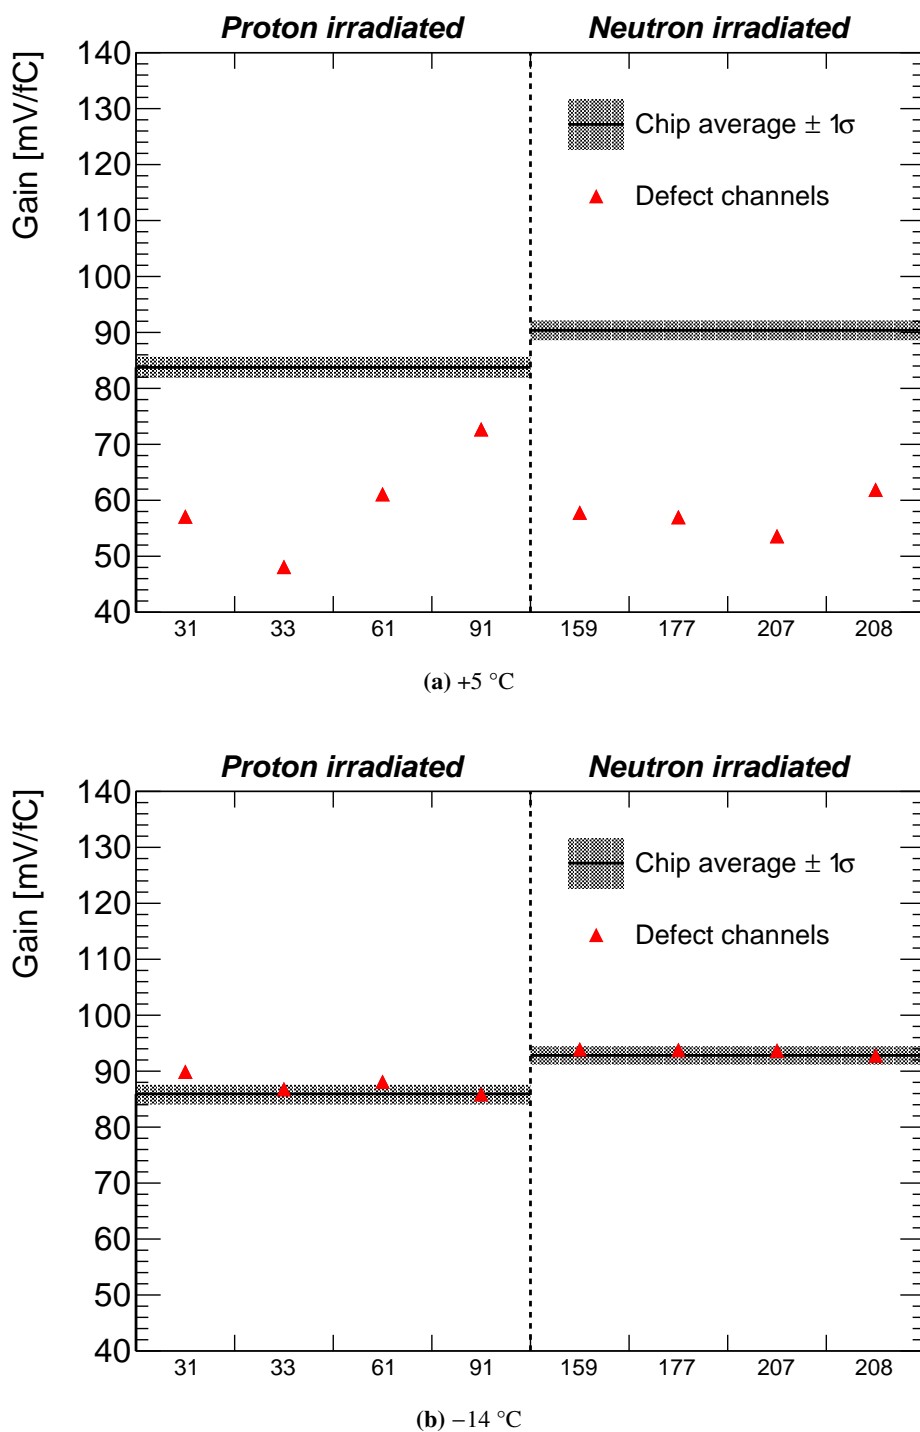 Proton irradiated Neutron irradiated
Gain [mV/fC]
140
130
120
110
100
90
80
70
60
50
40
Chip average ± 1σ
Defect channels
31 33 61 91 159 177 207 208
(a) +5 °C
Proton irradiated Neutron irradiated
Gain [mV/fC]
140
130
120
110
100
90
80
70
60
50
40
Chip average ± 1σ
Defect channels
31 33 61 91 159 177 207 208
(b) −14 °C